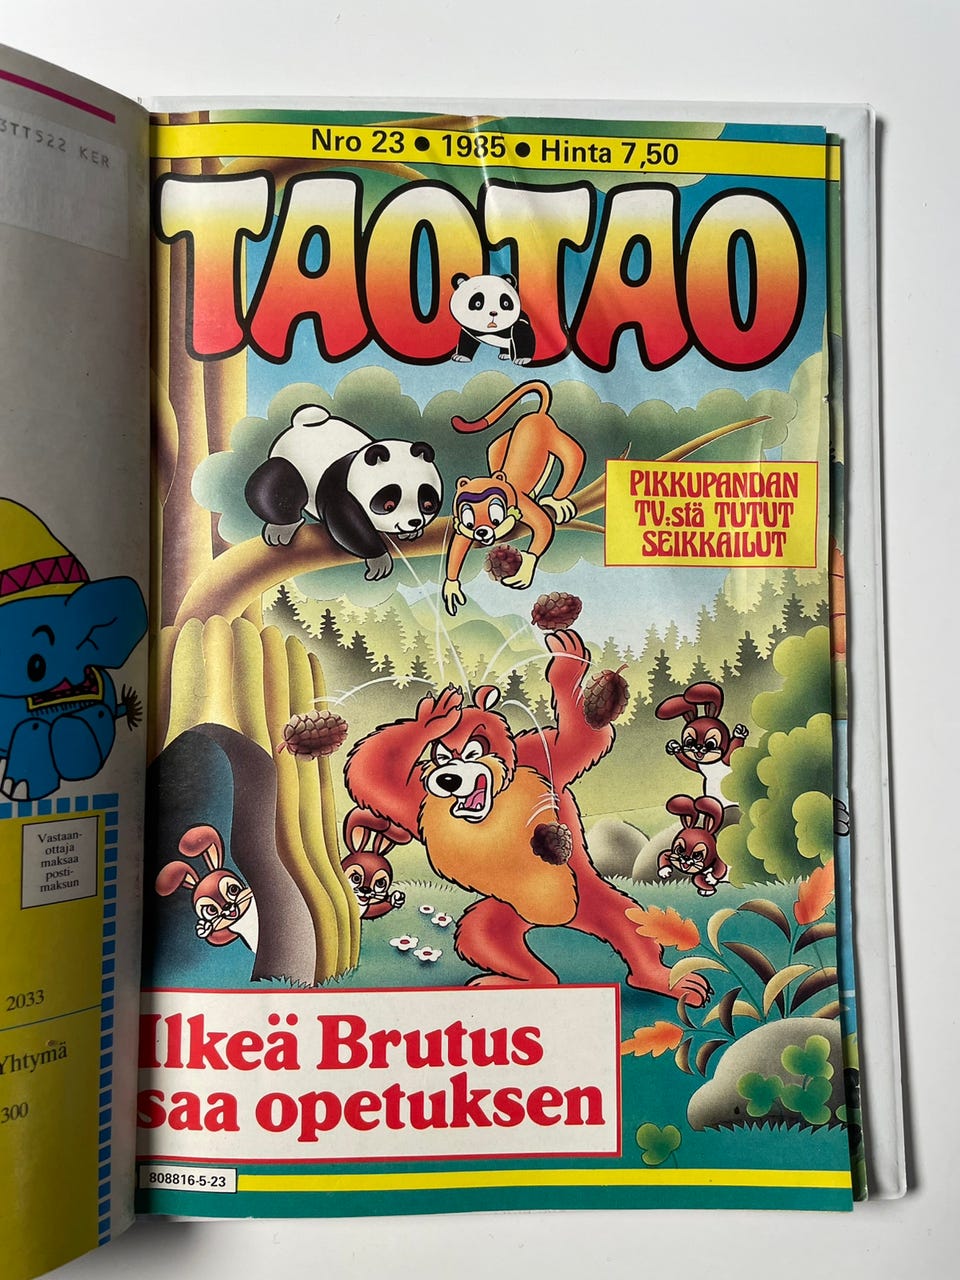 3TT522 KER
Vastaan-
ottaja
maksaa
posti-
maksun
2033
Yhtymä
300
Nro 23 • 1985 • Hinta 7,50
TAOTAO
PIKKUPANDAN
TV:stä TUTUT
SEIKKAILUT
Ilkeä Brutus
saa opetuksen
808816-5-23